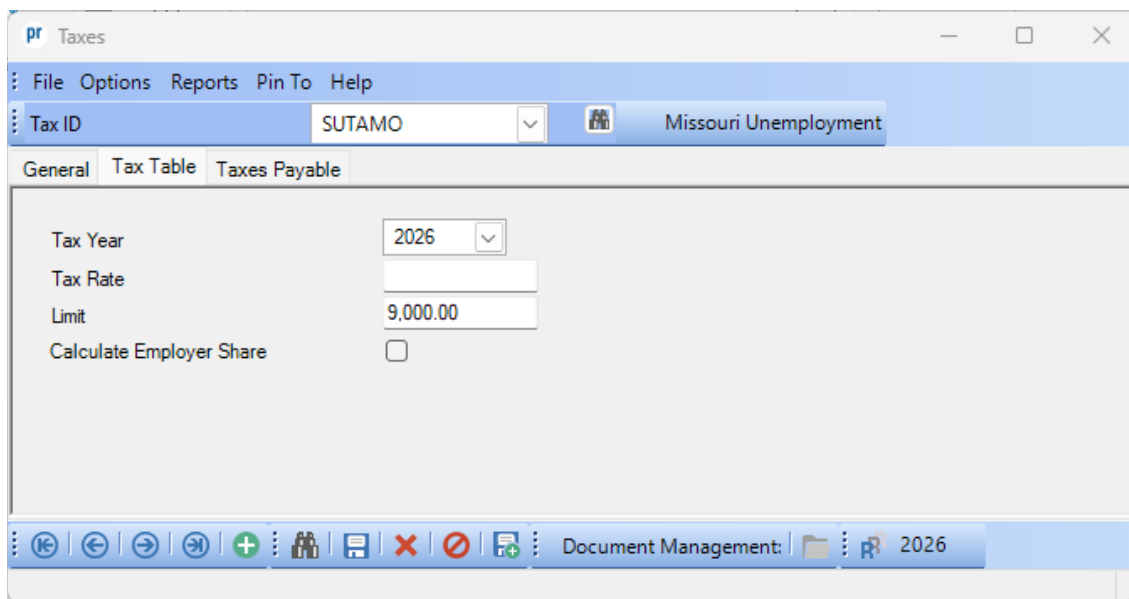 pr Taxes
File Options Reports Pin To Help
Tax ID SUTAMO Missouri Unemployment
General Tax Table Taxes Payable
Tax Year 2026
Tax Rate
Limit 9,000.00
Calculate Employer Share
Document Management: 2026